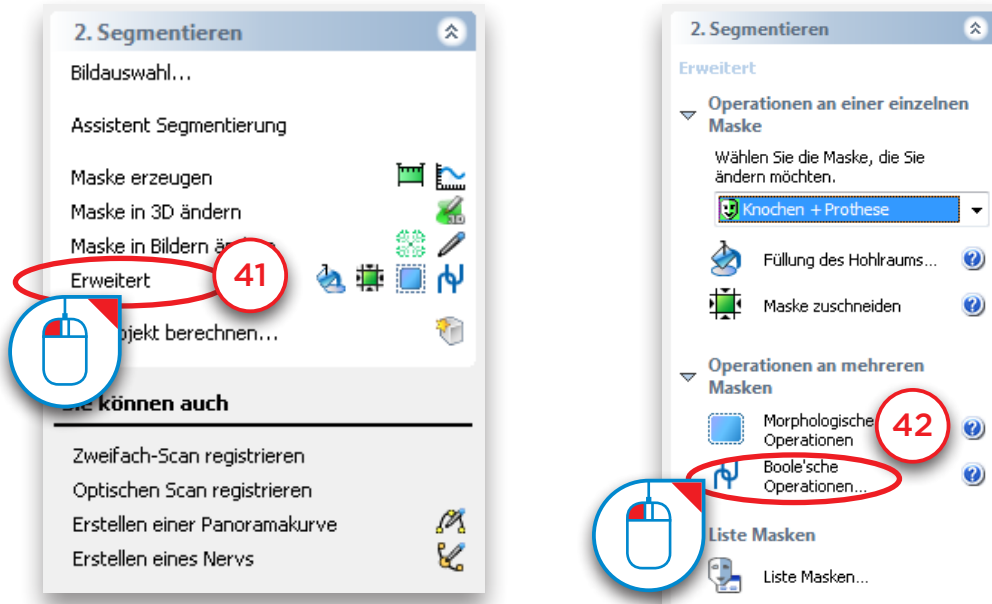 2. Segmentieren
Bildauswahl...
Assistent Segmentierung
Maske erzeugen
Maske in 3D ändern
Maske in Bildern
Erweitert
41
berechnen...
können auch
Zweifach-Scan registrieren
Optischen Scan registrieren
Erstellen einer Panoramakurve
Erstellen eines Nervs
2. Segmentieren
Erweitert
Operationen an einer einzelnen
Maske
Wählen Sie die Maske, die Sie
ändern möchten.
Knochen + Prothese
Füllung des Hohlraums...
Maske zuschneiden
Operationen an mehreren
Masken
Morphologische
Operationen
42
Boole'sche
Operationen...
Liste Masken
Liste Masken...